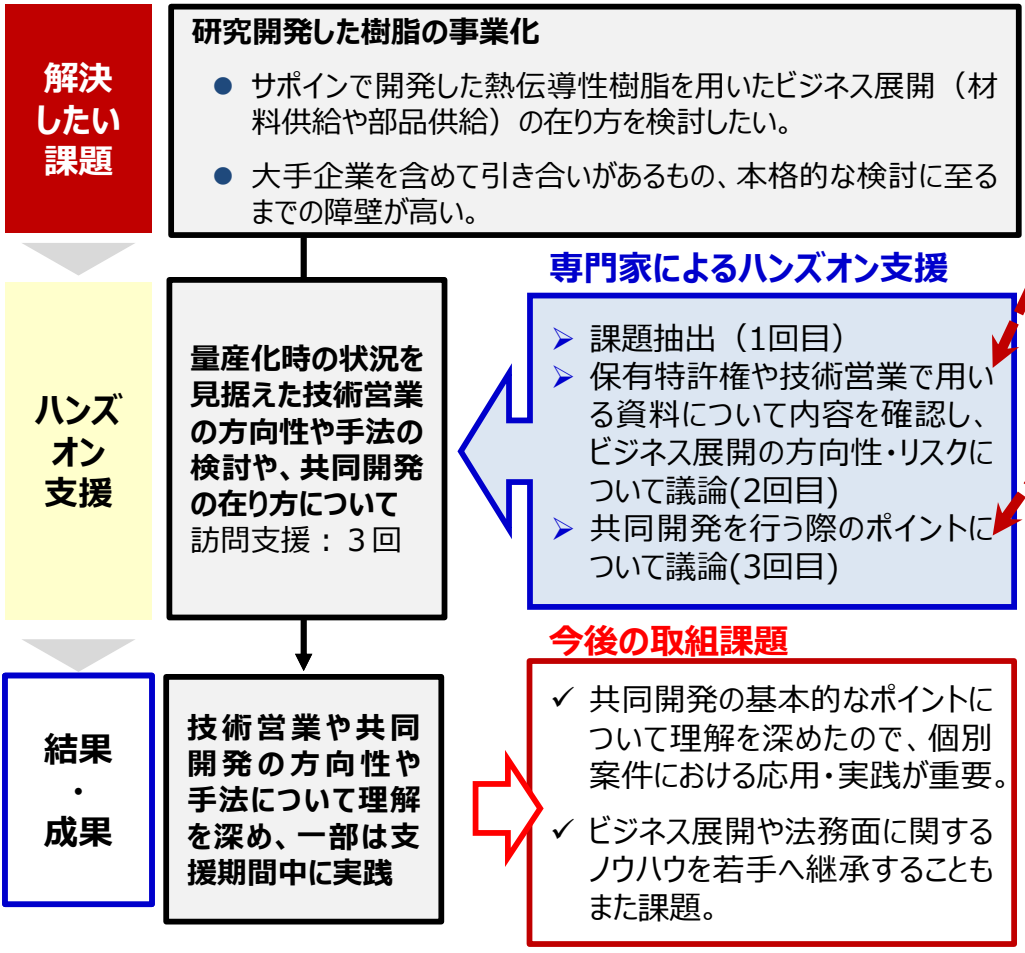 解決
したい
課題
研究開発した樹脂の事業化
● サポインで開発した熱伝導性樹脂を用いたビジネス展開（材
料供給や部品供給）の在り方を検討したい。
● 大手企業を含めて引き合いがあるもの、本格的な検討に至る
までの障壁が高い。
ハンズ
オン
支援
量産化時の状況を
見据えた技術営業
の方向性や手法の
検討や、共同開発
の在り方について
訪問支援：３回
専門家によるハンズオン支援
➢ 課題抽出（1回目）
➢ 保有特許権や技術営業で用い
る資料について内容を確認し、
ビジネス展開の方向性・リスクに
ついて議論(2回目)
➢ 共同開発を行う際のポイントに
ついて議論(3回目)
結果
・
成果
技術営業や共同
開発の方向性や
手法について理解
を深め、一部は支
援期間中に実践
今後の取組課題
✓ 共同開発の基本的なポイントに
ついて理解を深めたので、個別
案件における応用・実践が重要。
✓ ビジネス展開や法務面に関する
ノウハウを若手へ継承することも
また課題。